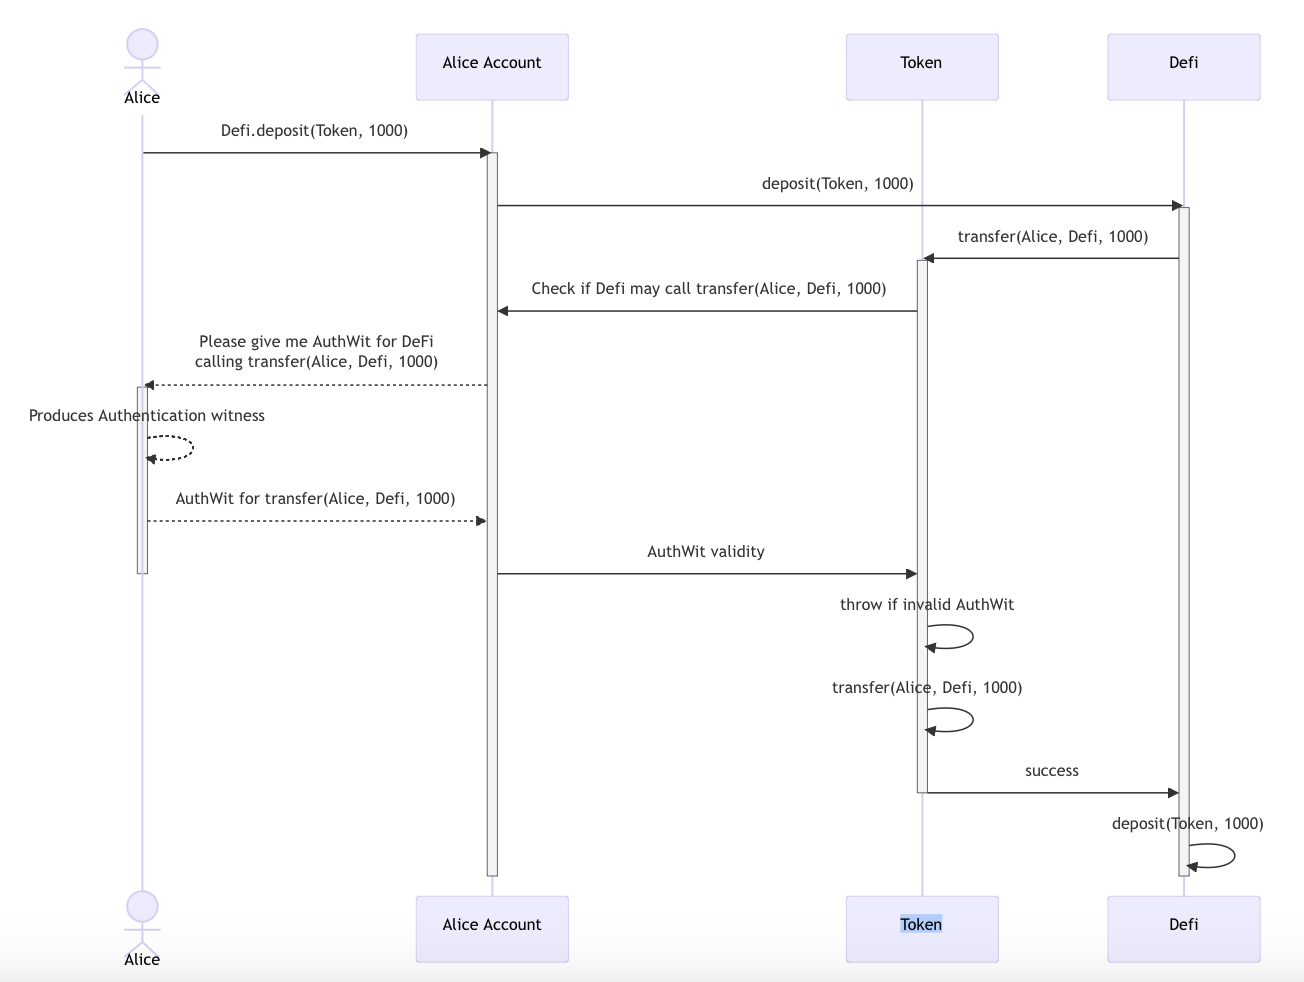 Alice
Alice Account
Token
Defi
Defi.deposit(Token, 1000)
deposit(Token, 1000)
transfer(Alice, Defi, 1000)
Check if Defi may call transfer(Alice, Defi, 1000)
Please give me AuthWit for DeFi
calling transfer(Alice, Defi, 1000)
Produces Authentication witness
AuthWit for transfer(Alice, Defi, 1000)
AuthWit validity
throw if invalid AuthWit
transfer(Alice, Defi, 1000)
success
deposit(Token, 1000)
Alice
Alice Account
Token
Defi